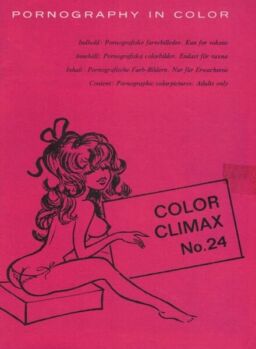 PORNOGRAPHY IN COLOR
Indhold: Pornografiske farvebilleder. Kun for voksne
Innehåll: Pornografiska colorbilder. Endast för vuxna
Inhalt: Pornografische Farb-Bildern. Nur für Erwachsene
Content: Pornographic colorpictures. Adults only
COLOR
CLIMAX
No.24